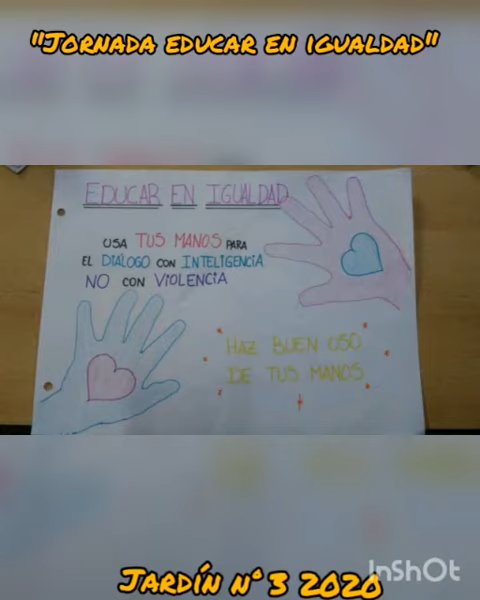 "JORNADA EDUCAR EN IGUALDAD"
EDUCAR EN IGUALDAD
USA TUS MANOS PARA
EL DIALOGO CON INTELIGENCIA
NO CON VIOLENCIA
HAZ BUEN USO
DE TUS MANOS
JARDÍN N° 3 2020
InShOt